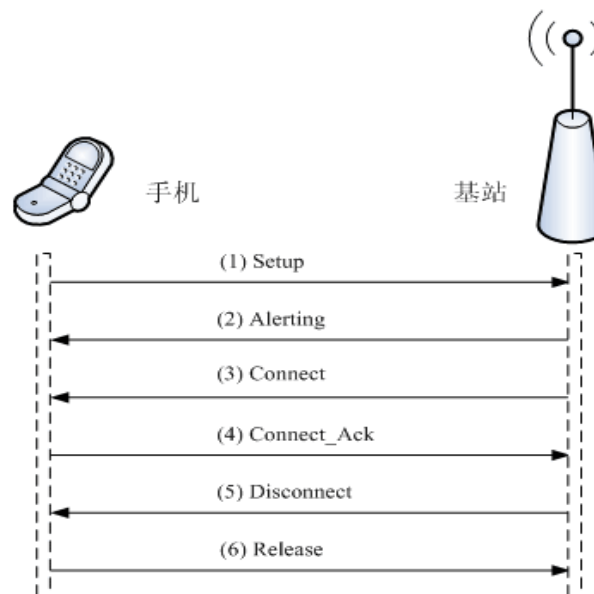 手机
基站
(1) Setup
(2) Alerting
(3) Connect
(4) Connect_Ack
(5) Disconnect
(6) Release